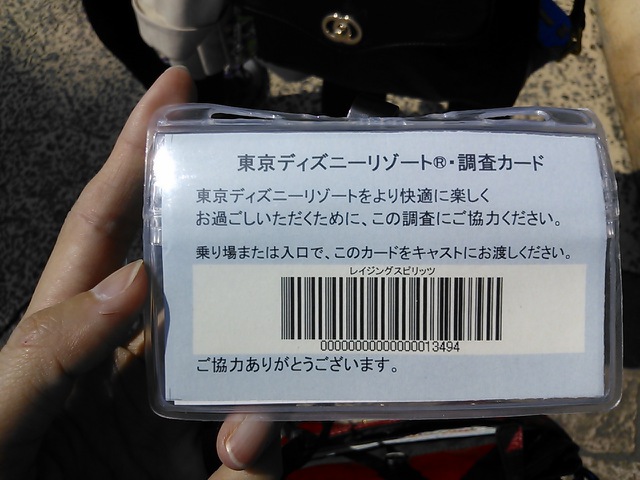 東京ディズニーリゾート®・調査カード
東京ディズニーリゾートをより快適に楽しく
お過ごしいただくために、この調査にご協力ください。
乗り場または入口で、このカードをキャストにお渡しください。
レイジングスピリッツ
00000000000000013494
ご協力ありがとうございます。